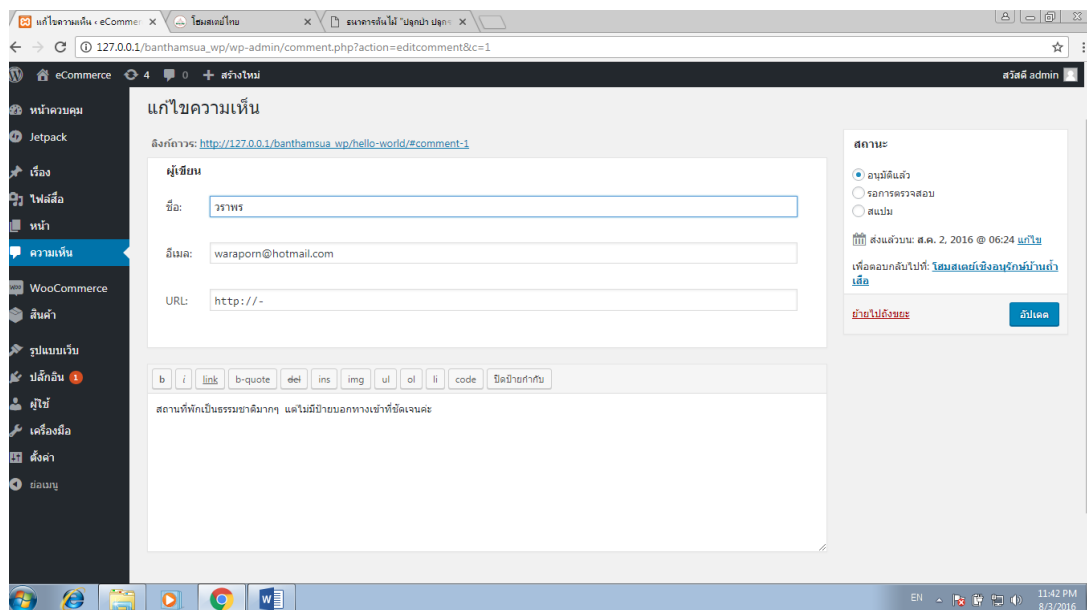 แก้ไขความเห็น ‹ eCommer
โฮมสเตย์ไทย
ธนาคารต้นไม้ "ปลูกป่า ปลูก
127.0.0.1/banthamsua_wp/wp-admin/comment.php?action=editcomment&c=1
eCommerce 4 0 + สร้างใหม่ สวัสดี admin
หน้าควบคุม
Jetpack
เรื่อง
ไฟล์สื่อ
หน้า
ความเห็น
WooCommerce
สินค้า
รูปแบบเว็บ
ปลั๊กอิน 1
ผู้ใช้
เครื่องมือ
ตั้งค่า
ย่อเมนู
แก้ไขความเห็น
ลิงก์ถาวร: http://127.0.0.1/banthamsua_wp/hello-world/#comment-1
ผู้เขียน
ชื่อ: วราพร
อีเมล: waraporn@hotmail.com
URL: http://-
b i link b-quote del ins img ul ol li code ปิดป้ายกำกับ
สถานที่พักเป็นธรรมชาติมากๆ แต่ไม่มีป้ายบอกทางเข้าที่ชัดเจนค่ะ
สถานะ
อนุมัติแล้ว
รอการตรวจสอบ
สแปม
ส่งแล้วบน: ส.ค. 2, 2016 @ 06:24 แก้ไข
เพื่อตอบกลับไปที่: โฮมสเตย์เชิงอนุรักษ์บ้านถ้ำ
เสือ
ย้ายไปถังขยะ อัปเดต
EN
11:42 PM
8/3/2016